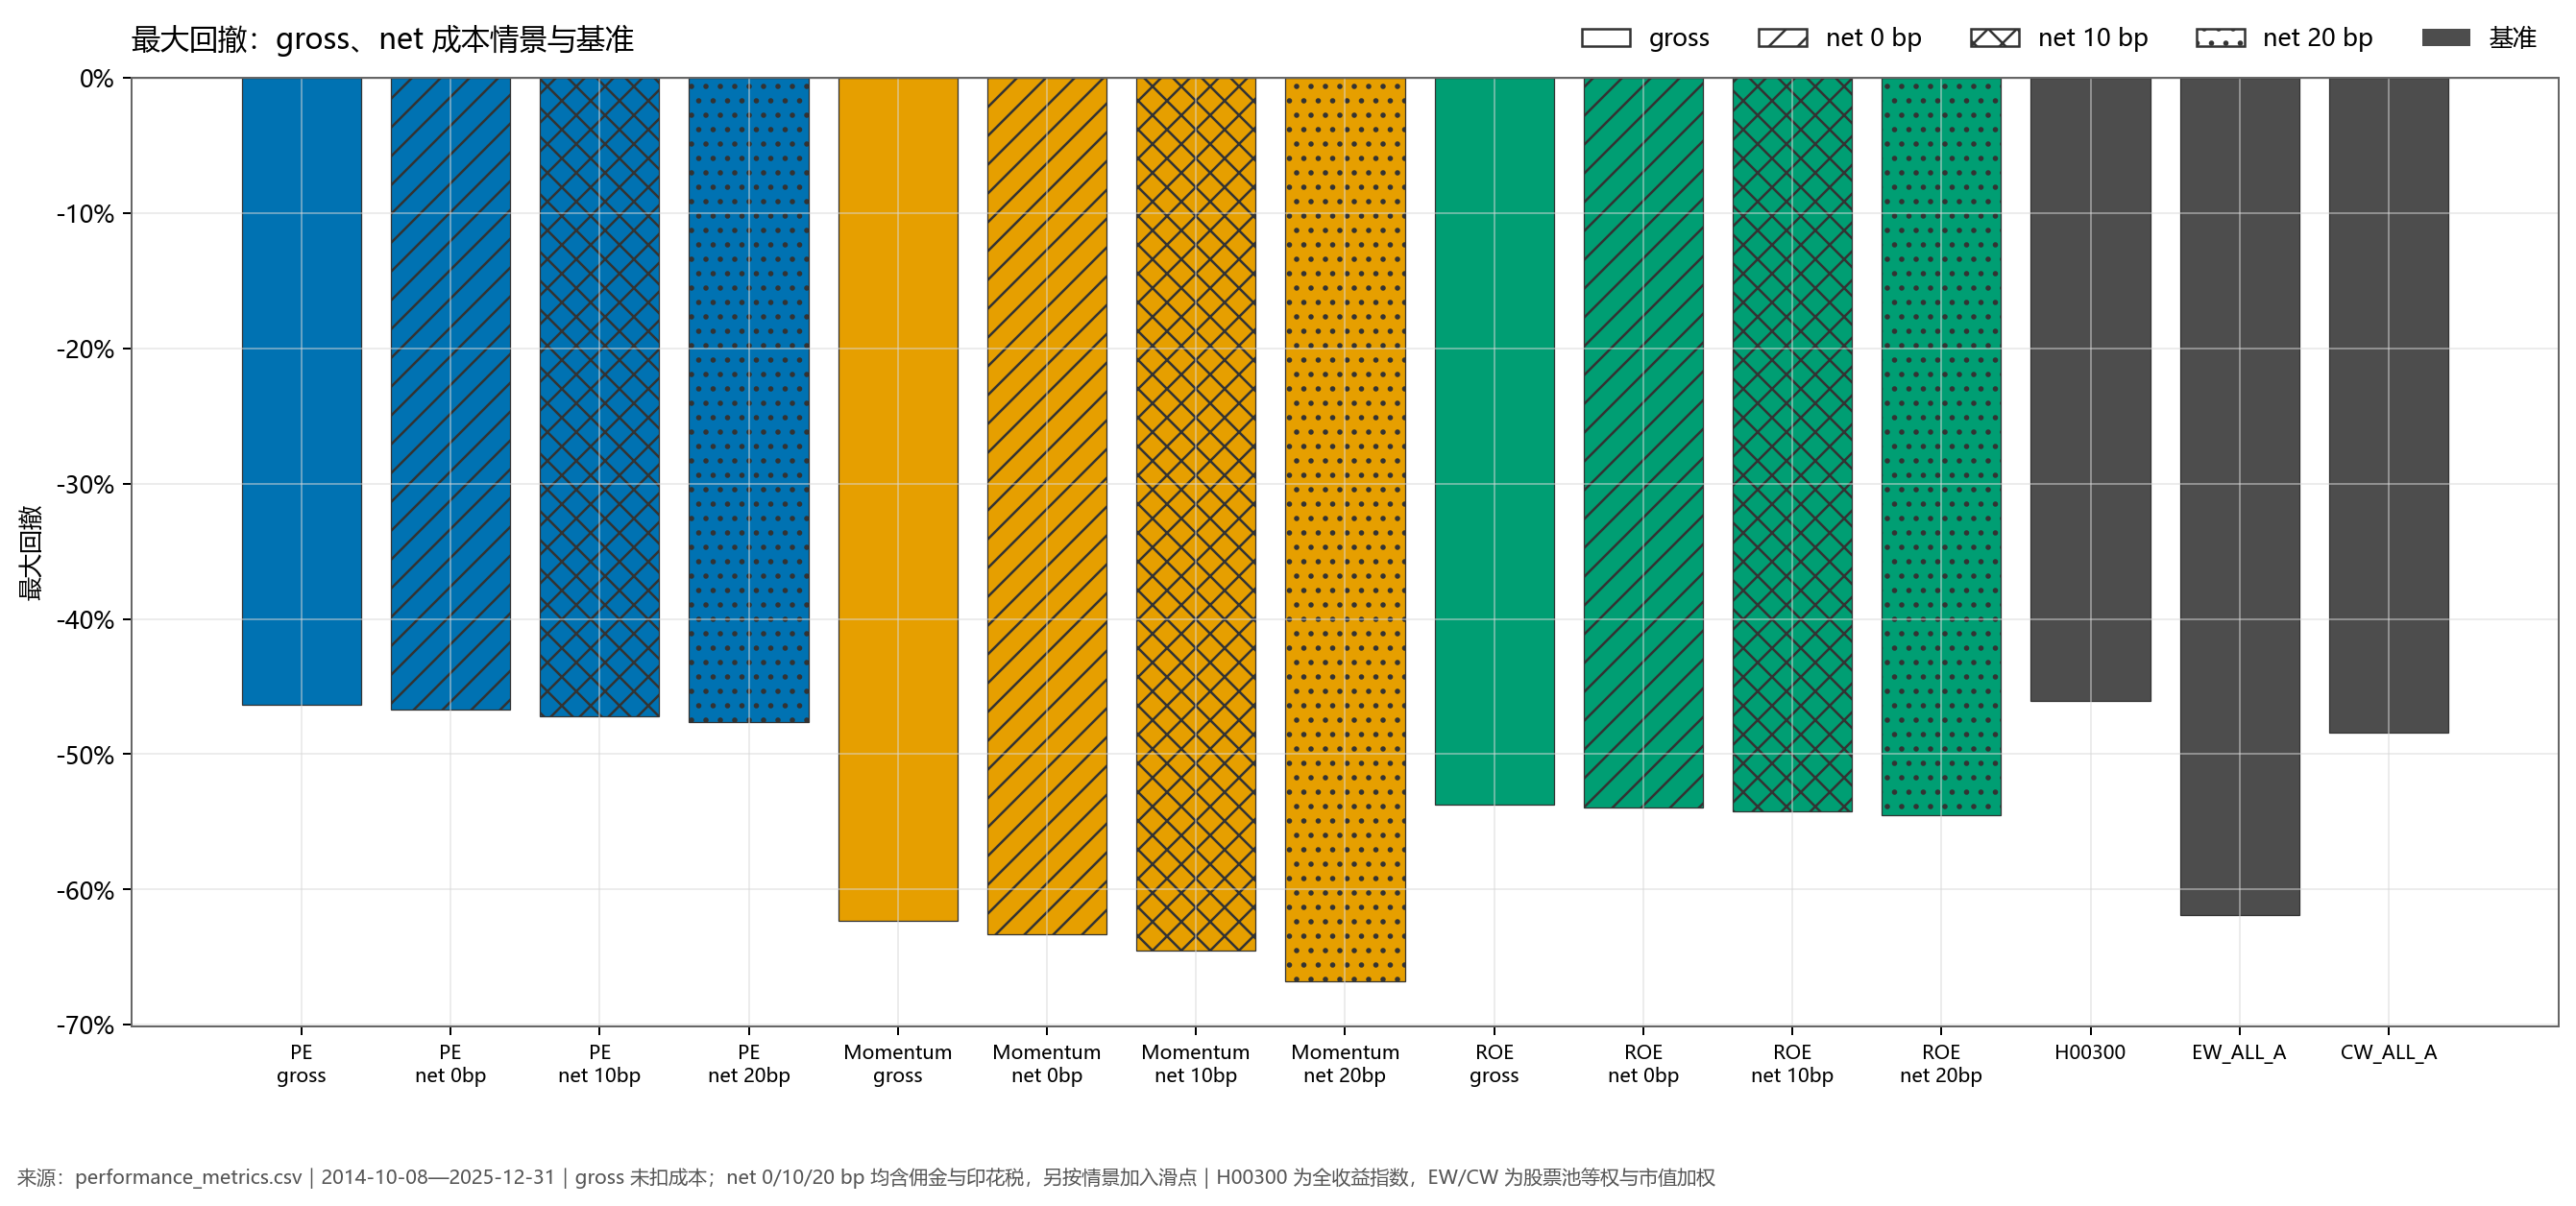 最大回撤：gross、net 成本情景与基准
gross
net 0 bp
net 10 bp
net 20 bp
基准
0%
-10%
-20%
-30%
-40%
-50%
-60%
-70%
最大回撤
PE
gross
PE
net 0bp
PE
net 10bp
PE
net 20bp
Momentum
gross
Momentum
net 0bp
Momentum
net 10bp
Momentum
net 20bp
ROE
gross
ROE
net 0bp
ROE
net 10bp
ROE
net 20bp
H00300
EW_ALL_A
CW_ALL_A
来源：performance_metrics.csv | 2014-10-08—2025-12-31 | gross 未扣成本；net 0/10/20 bp 均含佣金与印花税，另按情景加入滑点 | H00300 为全收益指数，EW/CW 为股票池等权与市值加权